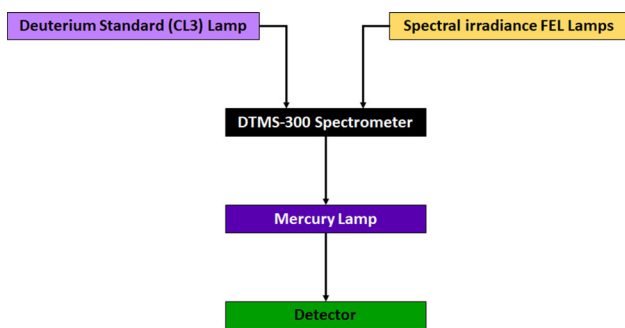 Deuterium Standard (CL3) Lamp
Spectral irradiance FEL Lamps
DTMS-300 Spectrometer
Mercury Lamp
Detector